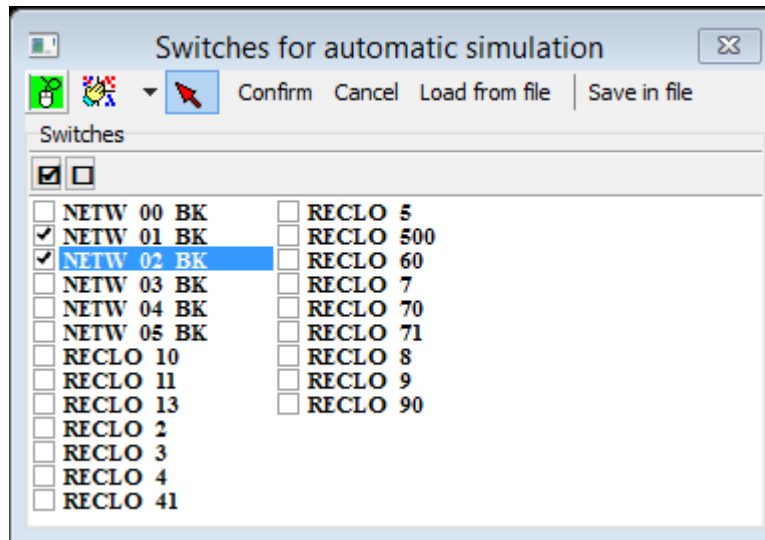 Switches for automatic simulation
Confirm Cancel Load from file Save in file
Switches
NETW 00 BK
NETW 01 BK
NETW 02 BK
NETW 03 BK
NETW 04 BK
NETW 05 BK
RECLO 10
RECLO 11
RECLO 13
RECLO 2
RECLO 3
RECLO 4
RECLO 41
RECLO 5
RECLO 500
RECLO 60
RECLO 7
RECLO 70
RECLO 71
RECLO 8
RECLO 9
RECLO 90